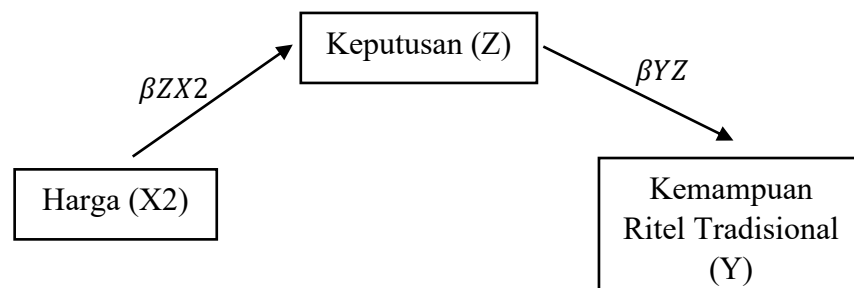 Keputusan (Z)
βZX2
βYZ
Harga (X2)
Kemampuan
Ritel Tradisional
(Y)